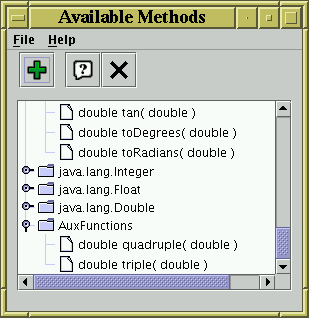 Available Methods
File Help
double tan( double )
double toDegrees( double )
double toRadians( double )
java.lang.Integer
java.lang.Float
java.lang.Double
AuxFunctions
double quadruple( double )
double triple( double )